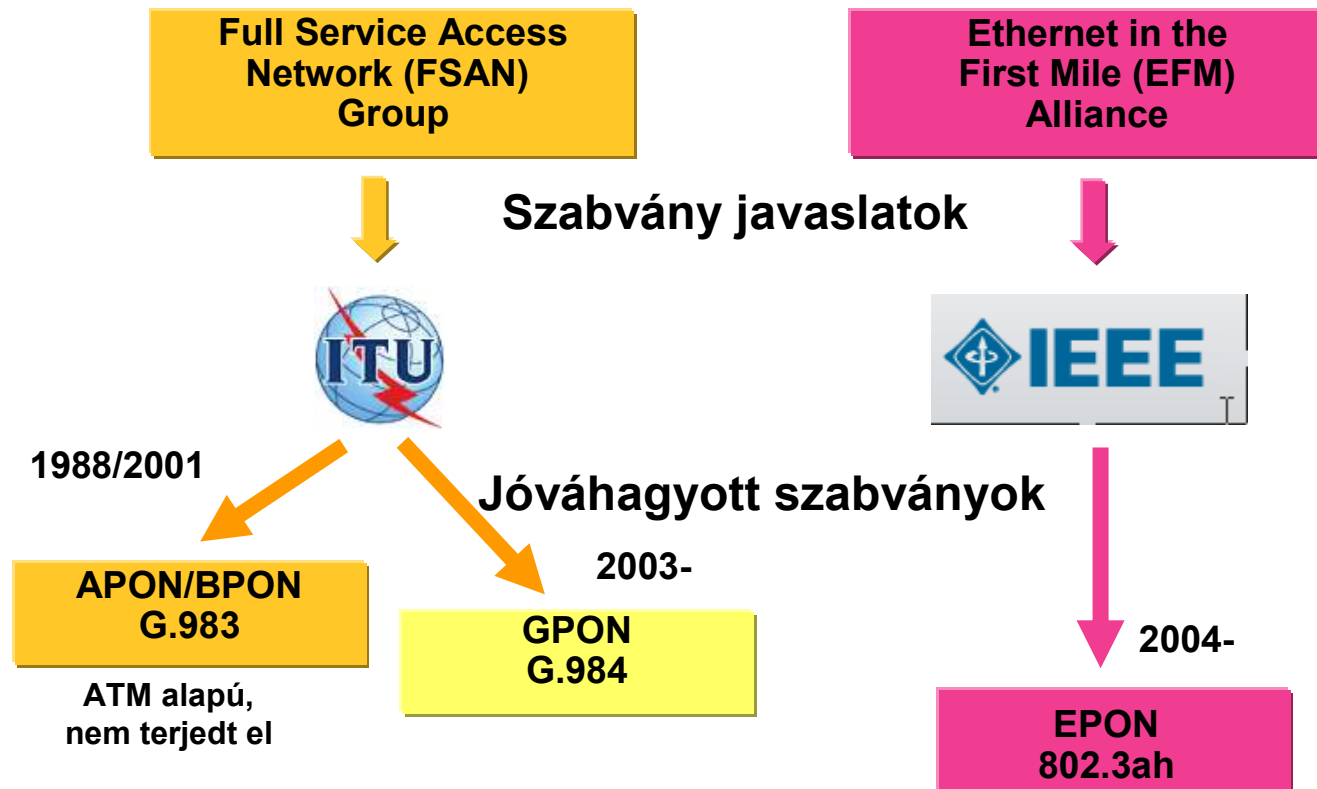 Full Service Access
Network (FSAN)
Group
Ethernet in the
First Mile (EFM)
Alliance
Szabvány javaslatok
ITU
IEEE
1988/2001
Jóváhagyott szabványok
2003-
APON/BPON
G.983
GPON
G.984
2004-
ATM alapú,
nem terjedt el
EPON
802.3ah